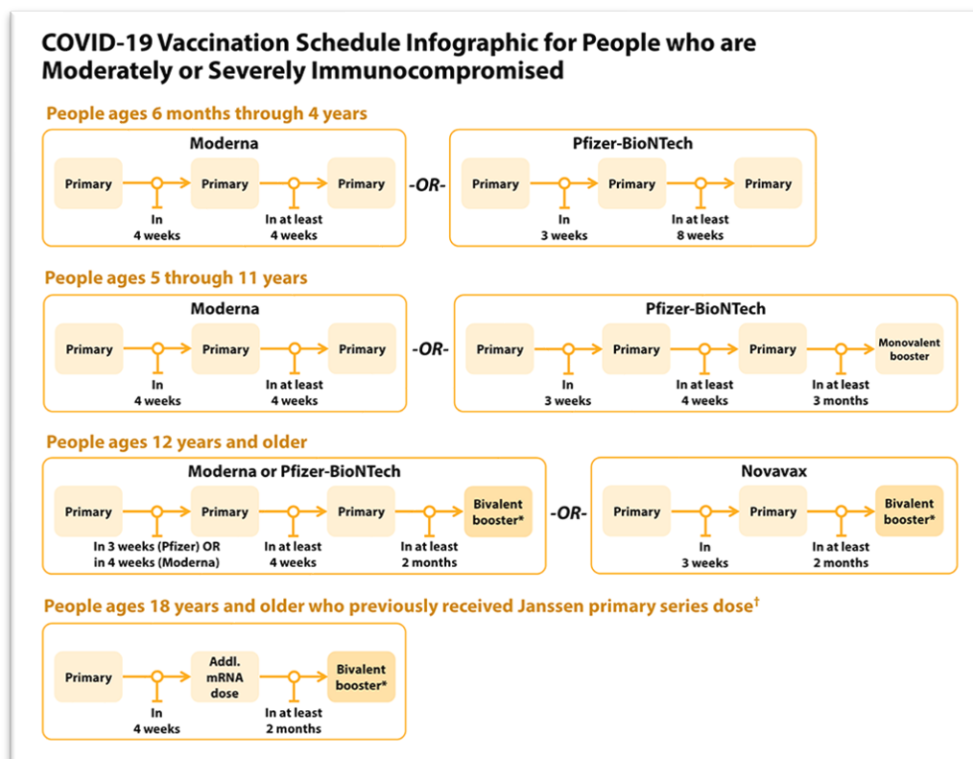 COVID-19 Vaccination Schedule Infographic for People who are
Moderately or Severely Immunocompromised
People ages 6 months through 4 years
Moderna
Primary
Primary
Primary
In
4 weeks
In at least
4 weeks
-OR-
Pfizer-BioNTech
Primary
Primary
Primary
In
3 weeks
In at least
8 weeks
People ages 5 through 11 years
Moderna
Primary
Primary
Primary
In
4 weeks
In at least
4 weeks
-OR-
Pfizer-BioNTech
Primary
Primary
Primary
Monovalent
booster
In
3 weeks
In at least
4 weeks
In at least
3 months
People ages 12 years and older
Moderna or Pfizer-BioNTech
Primary
Primary
Primary
Bivalent
booster*
In 3 weeks (Pfizer) OR
in 4 weeks (Moderna)
In at least
4 weeks
In at least
2 months
-OR-
Novavax
Primary
Primary
Bivalent
booster*
In
3 weeks
In at least
2 months
People ages 18 years and older who previously received Janssen primary series dose†
Primary
Addl.
mRNA
dose
Bivalent
booster*
In
4 weeks
In at least
2 months